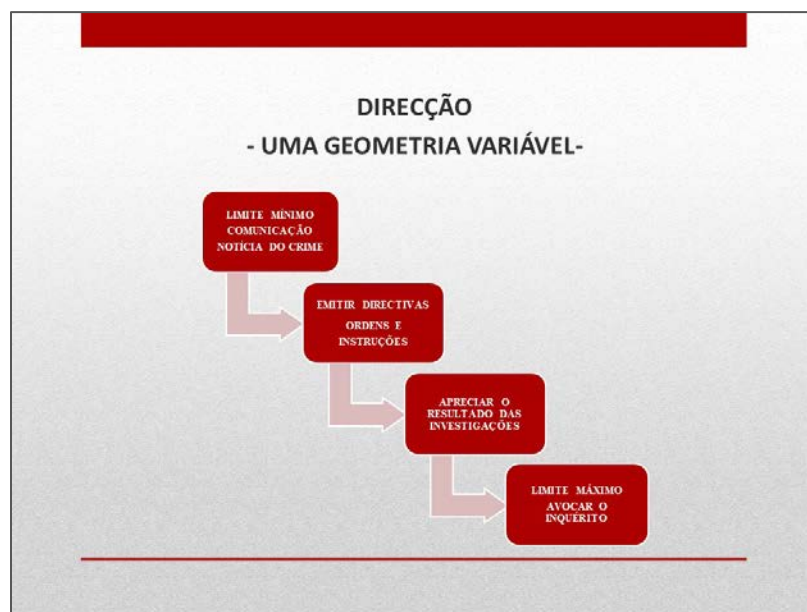 DIRECÇÃO
- UMA GEOMETRIA VARIÁVEL-
LIMITE MÍNIMO
COMUNICAÇÃO
NOTÍCIA DO CRIME
EMITIR DIRECTIVAS
ORDENS E
INSTRUÇÕES
APRECIAR O
RESULTADO DAS
INVESTIGAÇÕES
LIMITE MÁXIMO
AVOCAR O
INQUÉRITO